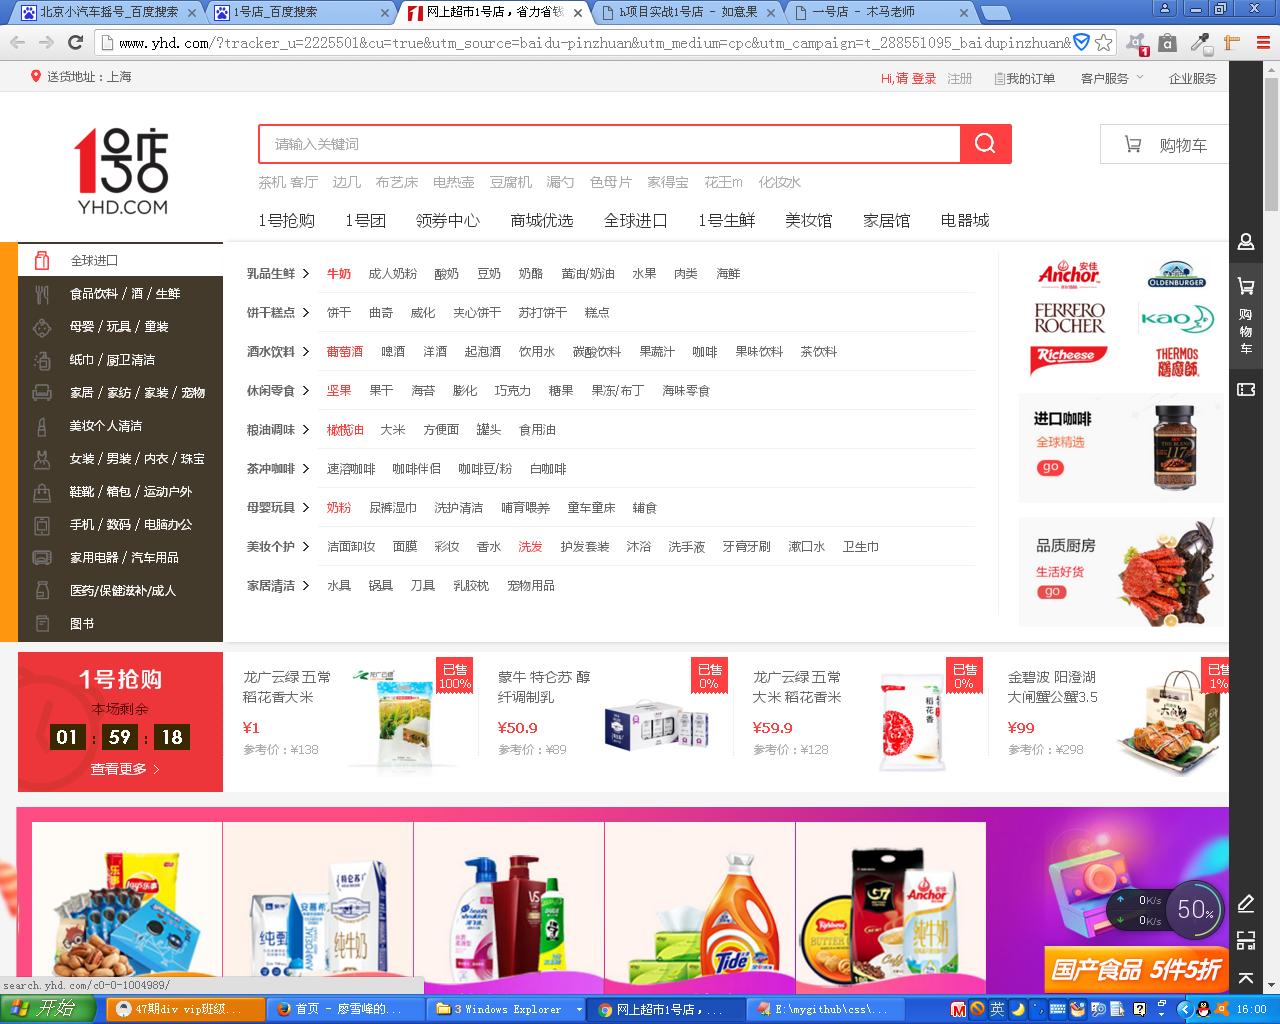 北京小汽车摇号_百度搜索
1号店_百度搜索
网上超市1号店，省力省钱
h项目实战1号店 - 如意果
一号店 - 木马老师
www.yhd.com/?tracker_u=2225501&cu=true&utm_source=baidu-pinzhuan&utm_medium=cpc&utm_campaign=t_288551095_baidupinzhuan&
送货地址：上海
Hi,请 登录 注册 我的订单 客户服务 企业服务
1号店
YHD.COM
请输入关键词
购物车
茶机 客厅 边几 布艺床 电热壶 豆腐机 漏勺 色母片 家得宝 花王m 化妆水
1号抢购 1号团 领券中心 商城优选 全球进口 1号生鲜 美妆馆 家居馆 电器城
全球进口
食品饮料 / 酒 / 生鲜
母婴 / 玩具 / 童装
纸巾 / 厨卫清洁
家居 / 家纺 / 家装 / 宠物
美妆个人清洁
女装 / 男装 / 内衣 / 珠宝
鞋靴 / 箱包 / 运动户外
手机 / 数码 / 电脑办公
家用电器 / 汽车用品
医药/保健滋补/成人
图书
乳品生鲜 > 牛奶 成人奶粉 酸奶 豆奶 奶酪 黄油/奶油 水果 肉类 海鲜
饼干糕点 > 饼干 曲奇 威化 夹心饼干 苏打饼干 糕点
酒水饮料 > 葡萄酒 啤酒 洋酒 起泡酒 饮用水 碳酸饮料 果蔬汁 咖啡 果味饮料 茶饮料
休闲零食 > 坚果 果干 海苔 膨化 巧克力 糖果 果冻/布丁 海味零食
粮油调味 > 橄榄油 大米 方便面 罐头 食用油
茶冲咖啡 > 速溶咖啡 咖啡伴侣 咖啡豆/粉 白咖啡
母婴玩具 > 奶粉 尿裤湿巾 洗护清洁 哺育喂养 童车童床 辅食
美妆个护 > 洁面卸妆 面膜 彩妆 香水 洗发 护发套装 沐浴 洗手液 牙膏牙刷 漱口水 卫生巾
家居清洁 > 水具 锅具 刀具 乳胶枕 宠物用品
Anchor 安佳
OLDENBURGER
FERRERO
ROCHER
Kao
Richeese
THERMOS
膳魔師
进口咖啡
全球精选
go
THE BLEND
117
品质厨房
生活好货
go
购物车
1号抢购
本场剩余
01 : 59 : 18
查看更多 >
龙广云绿 五常
稻花香大米
¥1
参考价：¥138
已售
100%
蒙牛 特仑苏 醇
纤调制乳
¥50.9
参考价：¥89
已售
0%
龙广云绿 五常
大米 稻花香米
¥59.9
参考价：¥128
已售
0%
稻花香
金碧波 阳澄湖
大闸蟹公蟹3.5
¥99
参考价：¥298
已售
1%
Lay's乐事
纯甄
安慕希
特仑苏
纯牛奶
head & shoulders
VS
Tide
BUTTER
G7
COFFEE
Anchor
纯牛奶
国产食品 5件5折
0K/s
0K/s
50%
search.yhd.com/c0-0-1004989/
开始
47期div vip班级...
首页 - 廖雪峰的...
3 Windows Explorer
网上超市1号店，...
E:\mygithub\css\...
英
16:00